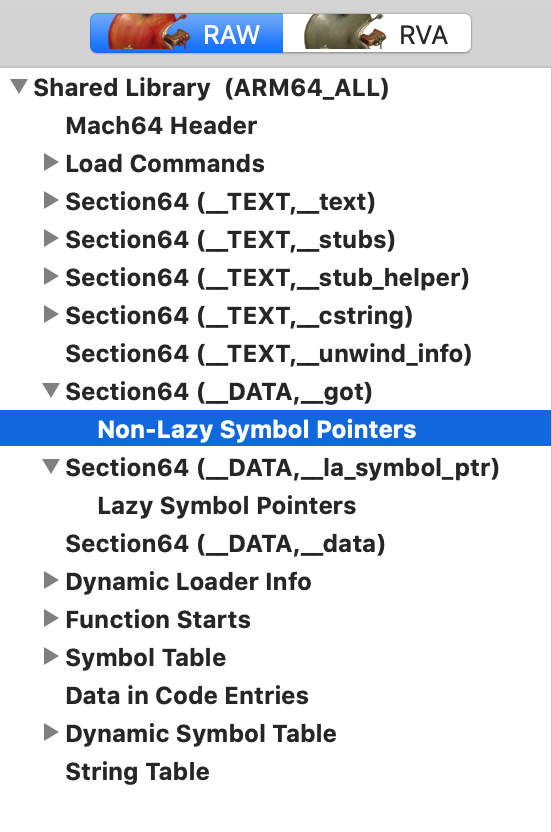 RAW RVA
Shared Library (ARM64_ALL)
Mach64 Header
Load Commands
Section64 (__TEXT,__text)
Section64 (__TEXT,__stubs)
Section64 (__TEXT,__stub_helper)
Section64 (__TEXT,__cstring)
Section64 (__TEXT,__unwind_info)
Section64 (__DATA,__got)
Non-Lazy Symbol Pointers
Section64 (__DATA,__la_symbol_ptr)
Lazy Symbol Pointers
Section64 (__DATA,__data)
Dynamic Loader Info
Function Starts
Symbol Table
Data in Code Entries
Dynamic Symbol Table
String Table